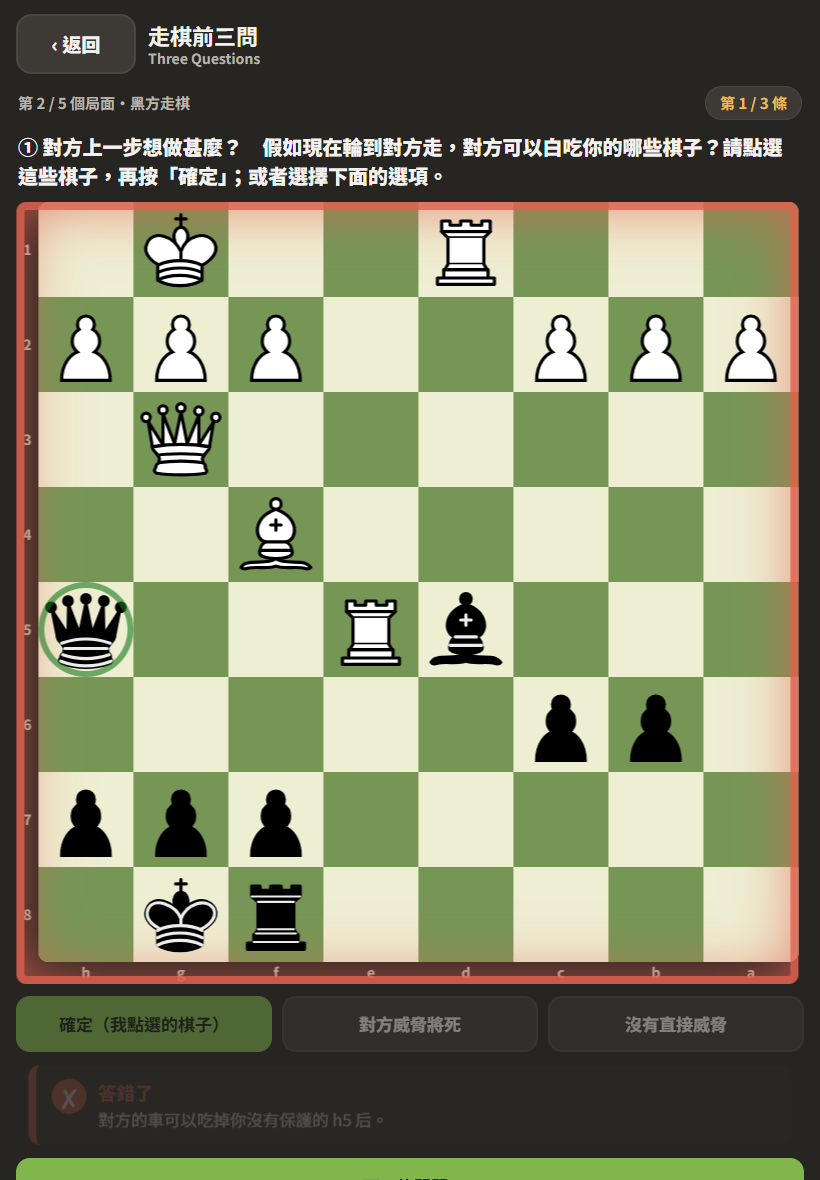 ‹ 返回
走棋前三問
Three Questions
第 2 / 5 個局面・黑方走棋
第 1 / 3 條
① 對方上一步想做甚麼？　假如現在輪到對方走，對方可以白吃你的哪些棋子？請點選
這些棋子，再按「確定」；或者選擇下面的選項。
1
2
3
4
5
6
7
8
h g f e d c b a
確定（我點選的棋子）
對方威脅將死
沒有直接威脅
X
答錯了
對方的車可以吃掉你沒有保護的 h5 后。